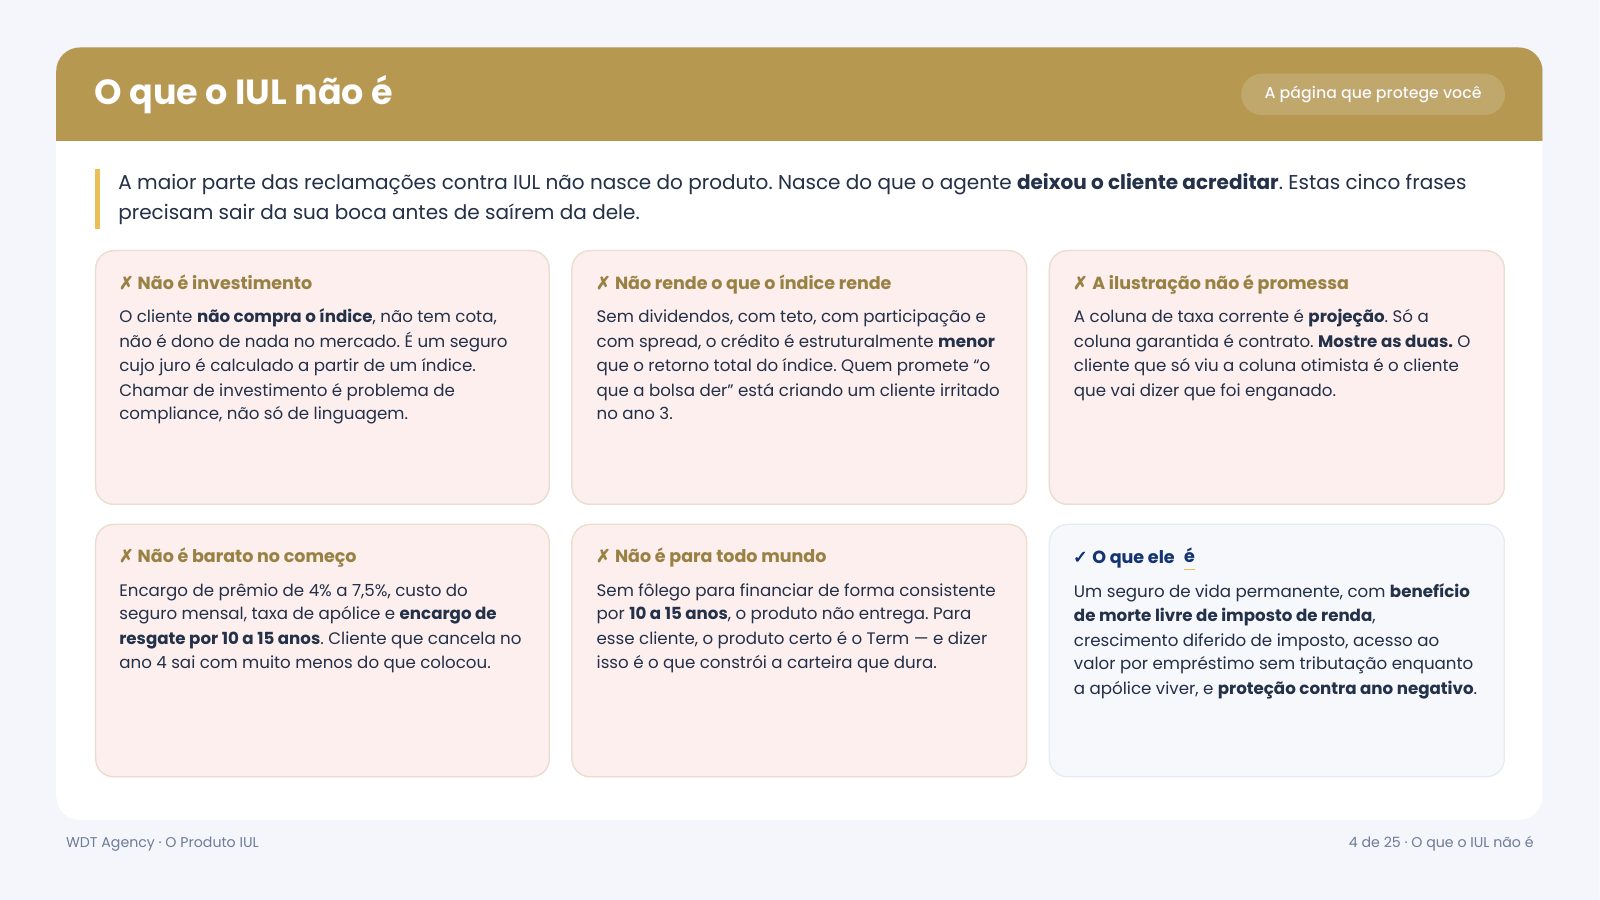 O que o IUL não é
A página que protege você
A maior parte das reclamações contra IUL não nasce do produto. Nasce do que o agente deixou o cliente acreditar. Estas cinco frases
precisam sair da sua boca antes de saírem da dele.
✗ Não é investimento
O cliente não compra o índice, não tem cota,
não é dono de nada no mercado. É um seguro
cujo juro é calculado a partir de um índice.
Chamar de investimento é problema de
compliance, não só de linguagem.
✗ Não rende o que o índice rende
Sem dividendos, com teto, com participação e
com spread, o crédito é estruturalmente menor
que o retorno total do índice. Quem promete “o
que a bolsa der” está criando um cliente irritado
no ano 3.
✗ A ilustração não é promessa
A coluna de taxa corrente é projeção. Só a
coluna garantida é contrato. Mostre as duas. O
cliente que só viu a coluna otimista é o cliente
que vai dizer que foi enganado.
✗ Não é barato no começo
Encargo de prêmio de 4% a 7,5%, custo do
seguro mensal, taxa de apólice e encargo de
resgate por 10 a 15 anos. Cliente que cancela no
ano 4 sai com muito menos do que colocou.
✗ Não é para todo mundo
Sem fôlego para financiar de forma consistente
por 10 a 15 anos, o produto não entrega. Para
esse cliente, o produto certo é o Term — e dizer
isso é o que constrói a carteira que dura.
✓ O que ele é
Um seguro de vida permanente, com benefício
de morte livre de imposto de renda,
crescimento diferido de imposto, acesso ao
valor por empréstimo sem tributação enquanto
a apólice viver, e proteção contra ano negativo.
WDT Agency · O Produto IUL
4 de 25 · O que o IUL não é